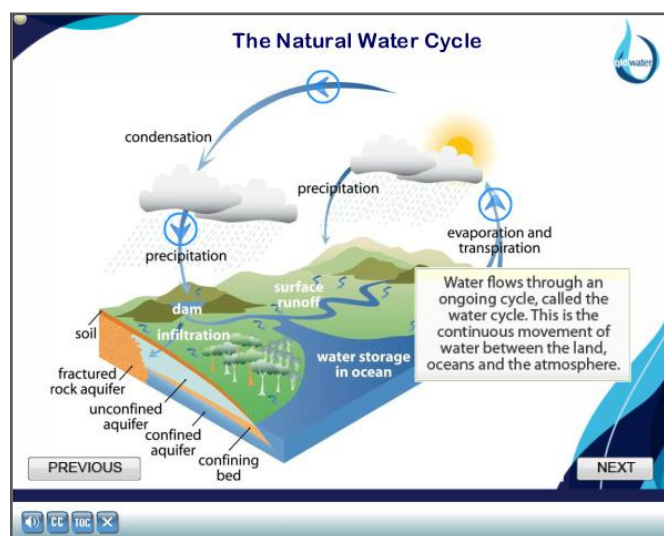 The Natural Water Cycle
qldwater
condensation
precipitation
precipitation
evaporation and
transpiration
surface
runoff
dam
soil
infiltration
water storage
in ocean
Water flows through an
ongoing cycle, called the
water cycle. This is the
continuous movement of
water between the land,
oceans and the atmosphere.
fractured
rock aquifer
unconfined
aquifer
confined
aquifer
confining
bed
PREVIOUS
NEXT
CC
TOC